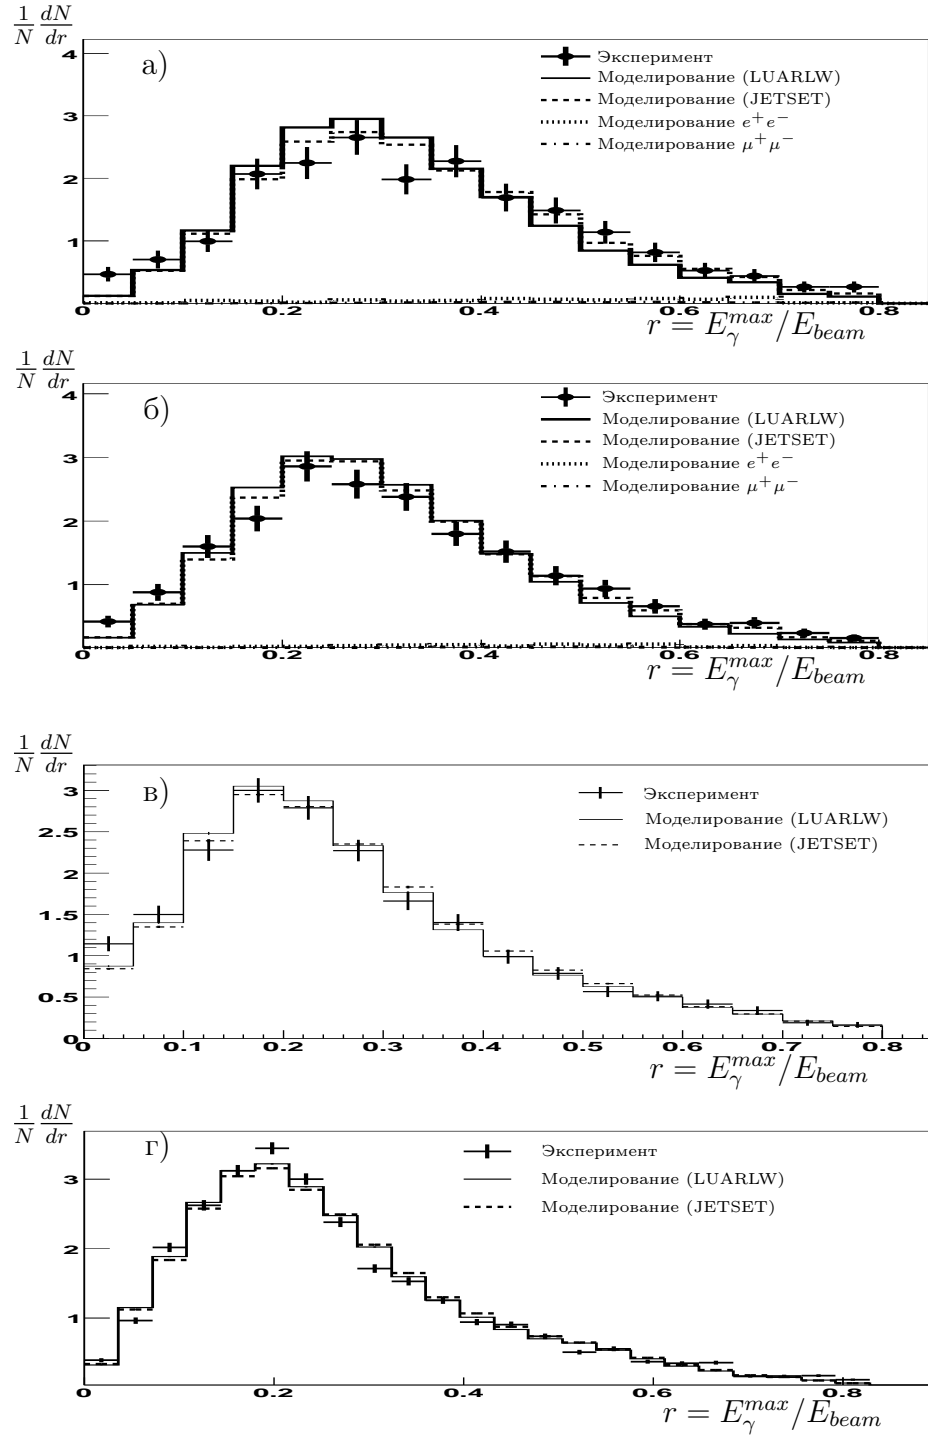 1/N dN/dr
а)
4
3
2
1
0 0.2 0.4 0.6 0.8
Эксперимент
Моделирование (LUARLW)
Моделирование (JETSET)
Моделирование e⁺e⁻
Моделирование μ⁺μ⁻
r = E_γ^max/E_beam
1/N dN/dr
б)
4
3
2
1
0 0.2 0.4 0.6 0.8
Эксперимент
Моделирование (LUARLW)
Моделирование (JETSET)
Моделирование e⁺e⁻
Моделирование μ⁺μ⁻
r = E_γ^max/E_beam
1/N dN/dr
в)
3
2.5
2
1.5
1
0.5
0
0 0.1 0.2 0.3 0.4 0.5 0.6 0.7 0.8
Эксперимент
Моделирование (LUARLW)
Моделирование (JETSET)
r = E_γ^max/E_beam
1/N dN/dr
г)
3
2
1
0 0.2 0.4 0.6 0.8
Эксперимент
Моделирование (LUARLW)
Моделирование (JETSET)
r = E_γ^max/E_beam